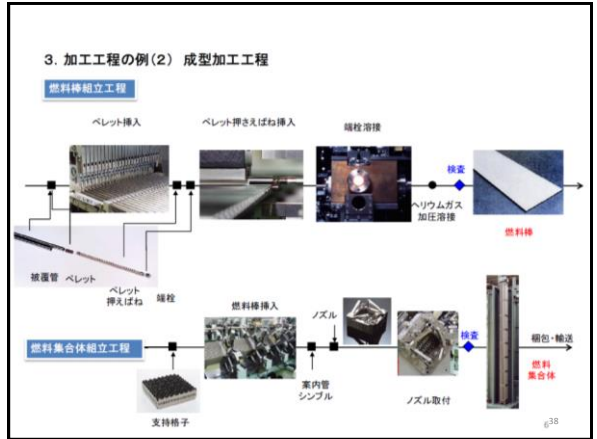 3. 加工工程の例(2) 成型加工工程
燃料棒組立工程
ペレット挿入
ペレット押さえばね挿入
端栓溶接
検査
ヘリウムガス
加圧溶接
燃料棒
被覆管
ペレット
ペレット
押えばね
端栓
燃料集合体組立工程
燃料棒挿入
ノズル
検査
梱包・輸送
燃料
集合体
案内管
シンブル
ノズル取付
支持格子
6
38